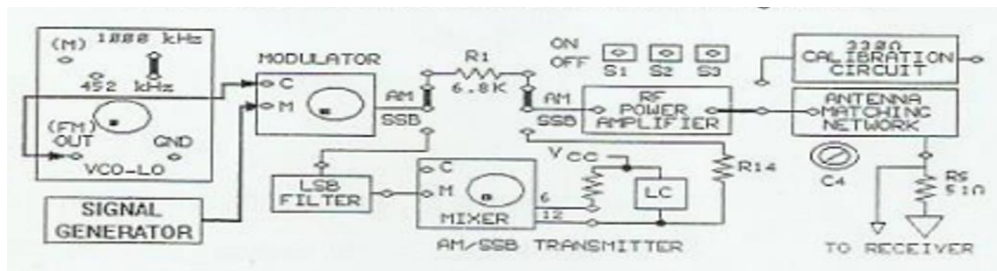 1000 kHz
(M)
452 kHz
(FM)
OUT
GND
VCO-LO
SIGNAL
GENERATOR
MODULATOR
C
M
AM
SSB
R1
6.8K
LSB
FILTER
C
M
MIXER
6
12
VCC
LC
R14
AM
SSB
ON
OFF
S1 S2 S3
RF
POWER
AMPLIFIER
330Ω
CALIBRATION
CIRCUIT
ANTENNA
MATCHING
NETWORK
C4
51Ω
TO RECEIVER
AM/SSB TRANSMITTER